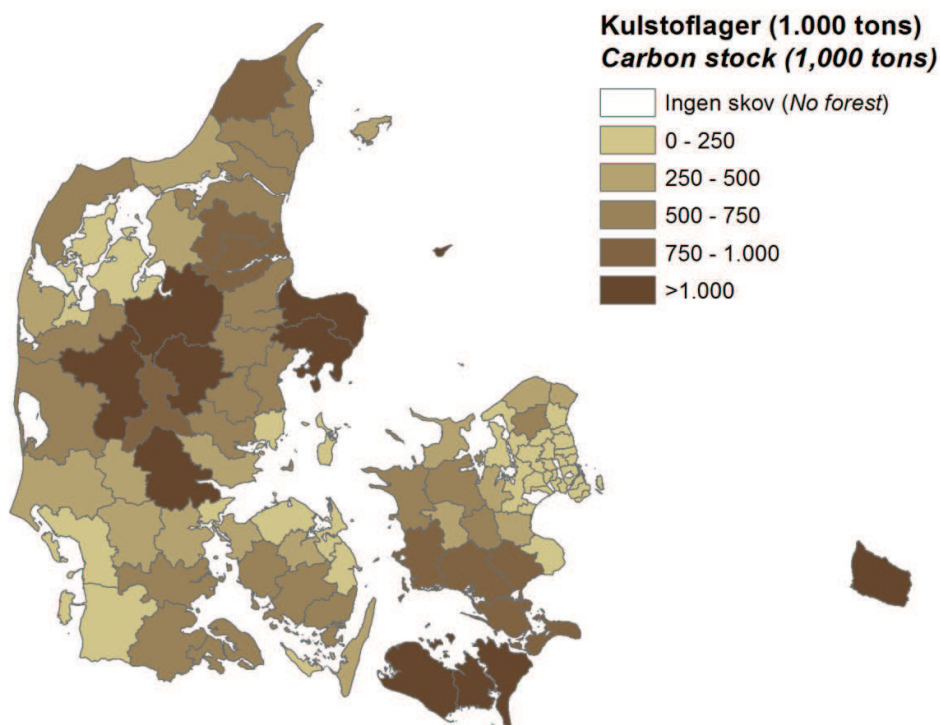 Kulstoflager (1.000 tons)
Carbon stock (1,000 tons)
Ingen skov (No forest)
0 - 250
250 - 500
500 - 750
750 - 1.000
>1.000